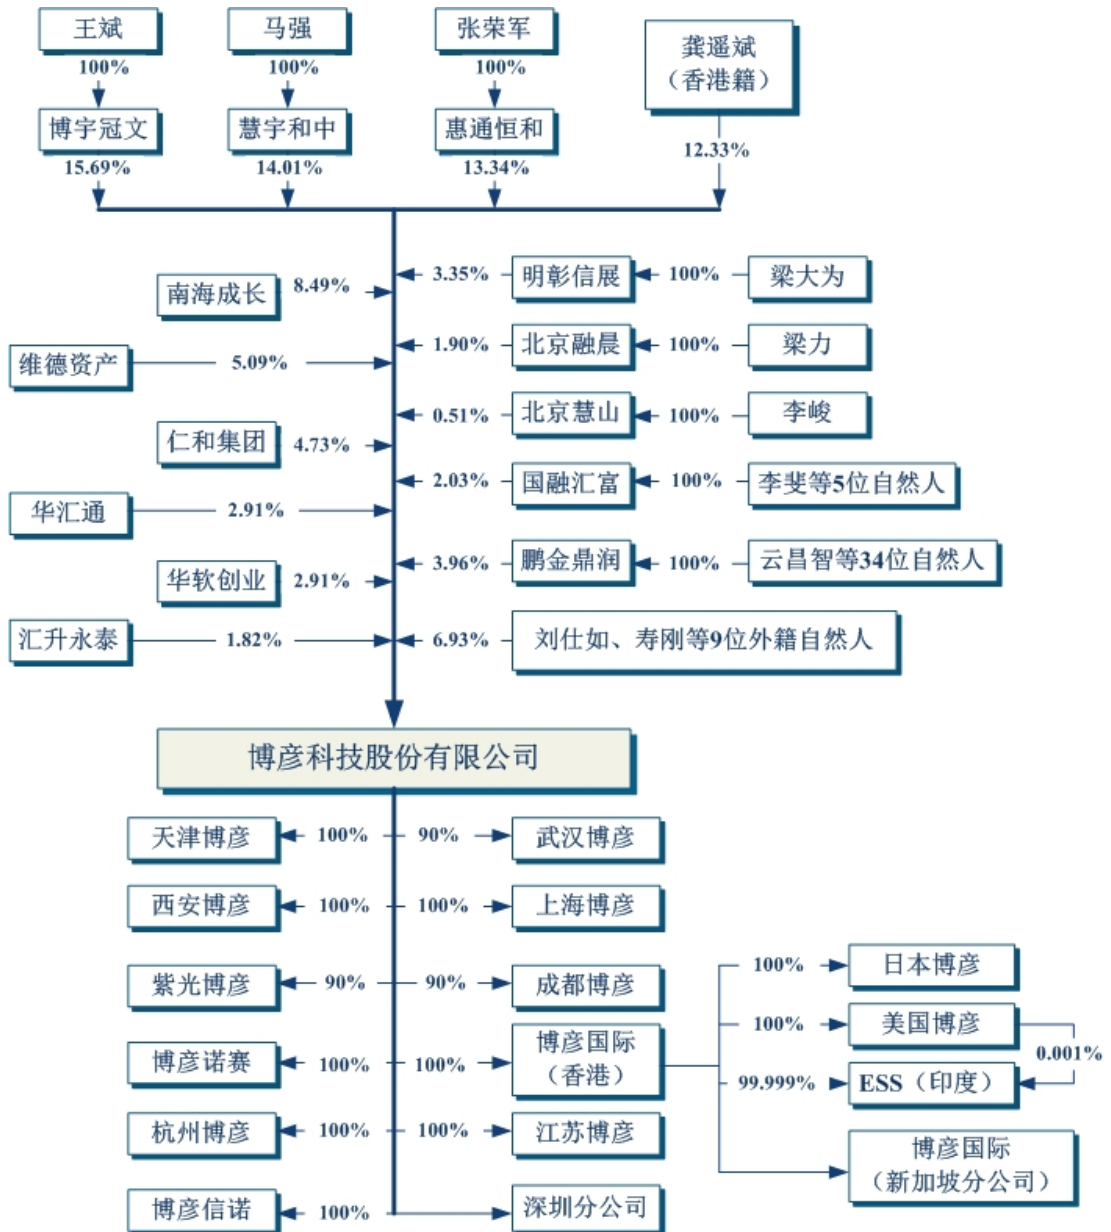 王斌
马强
张荣军
龚遥斌
（香港籍）
100%
100%
100%
博宇冠文
慧宇和中
惠通恒和
15.69%
14.01%
13.34%
12.33%
南海成长
8.49%
3.35%
明彰信展
100%
梁大为
维德资产
5.09%
1.90%
北京融晨
100%
梁力
仁和集团
4.73%
0.51%
北京慧山
100%
李峻
华汇通
2.91%
2.03%
国融汇富
100%
李斐等5位自然人
华软创业
2.91%
3.96%
鹏金鼎润
100%
云昌智等34位自然人
汇升永泰
1.82%
6.93%
刘仕如、寿刚等9位外籍自然人
博彦科技股份有限公司
天津博彦
100%
90%
武汉博彦
西安博彦
100%
100%
上海博彦
紫光博彦
90%
90%
成都博彦
博彦诺赛
100%
100%
博彦国际
（香港）
杭州博彦
100%
100%
江苏博彦
博彦信诺
100%
深圳分公司
100%
日本博彦
100%
美国博彦
0.001%
99.999%
ESS（印度）
博彦国际
（新加坡分公司）